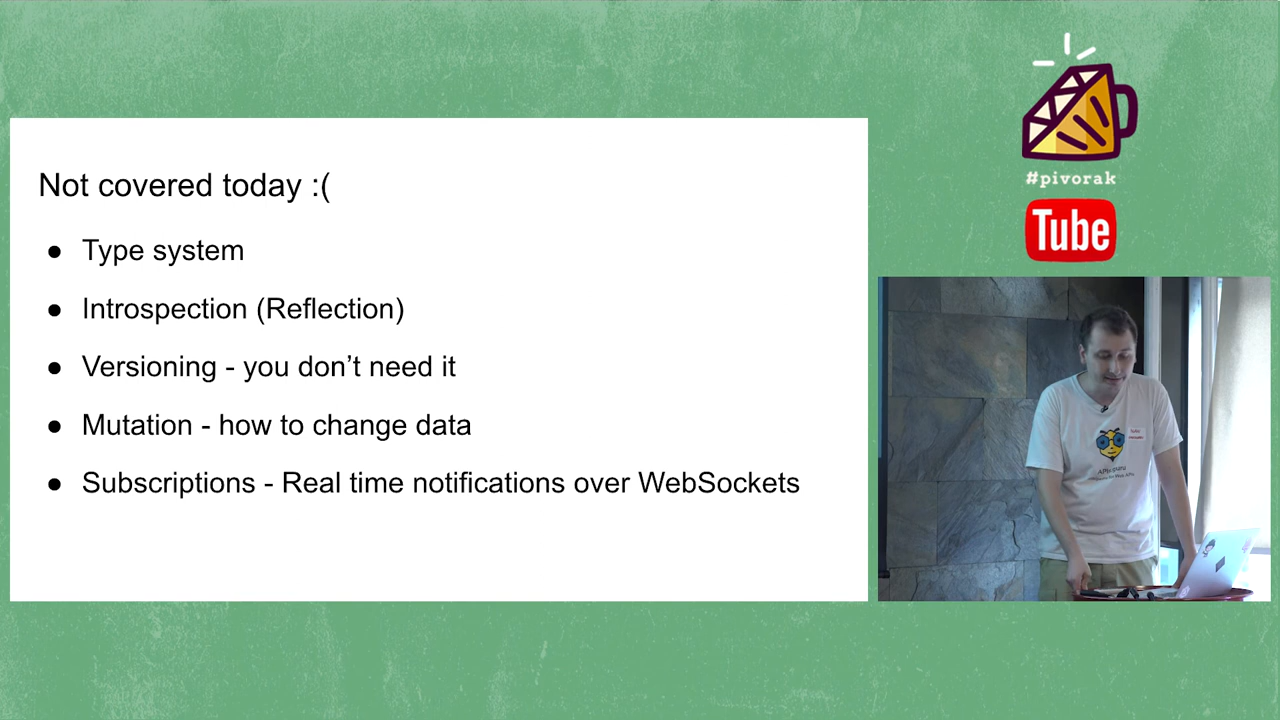 Not covered today :(
● Type system
● Introspection (Reflection)
● Versioning - you don’t need it
● Mutation - how to change data
● Subscriptions - Real time notifications over WebSockets
#pivorak
Tube